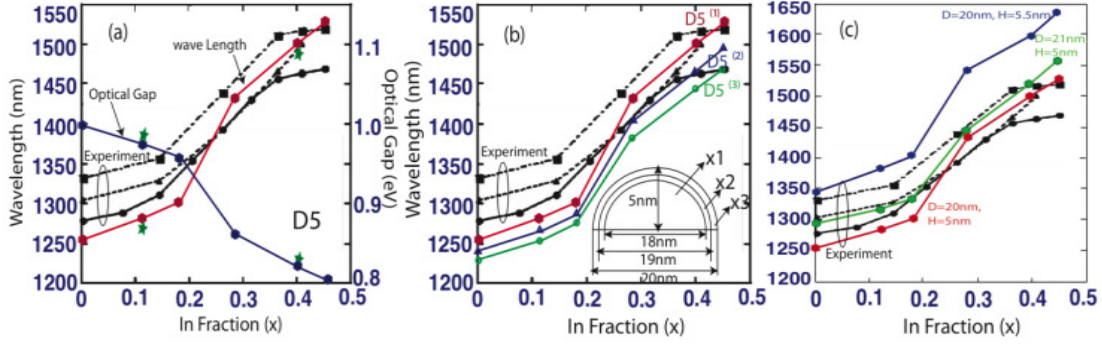 (a)
1550
1500
1450
1400
1350
1300
1250
1200
Wavelength (nm)
wave Length
Optical Gap
Experiment
D5
1.1
1.0
0.9
0.8
Optical Gap (eV)
0 0.1 0.2 0.3 0.4 0.5
In Fraction (x)
(b)
1550
1500
1450
1400
1350
1300
1250
1200
Wavelength (nm)
D5 (1)
D5 (2)
D5 (3)
Experiment
x1
x2
x3
5nm
18nm
19nm
20nm
0 0.1 0.2 0.3 0.4 0.5
In Fraction (x)
(c)
1650
1600
1550
1500
1450
1400
1350
1300
1250
1200
D=20nm, H=5.5nm
D=21nm
H=5nm
D=20nm,
H=5nm
Experiment
0 0.1 0.2 0.3 0.4 0.5
In Fraction (x)